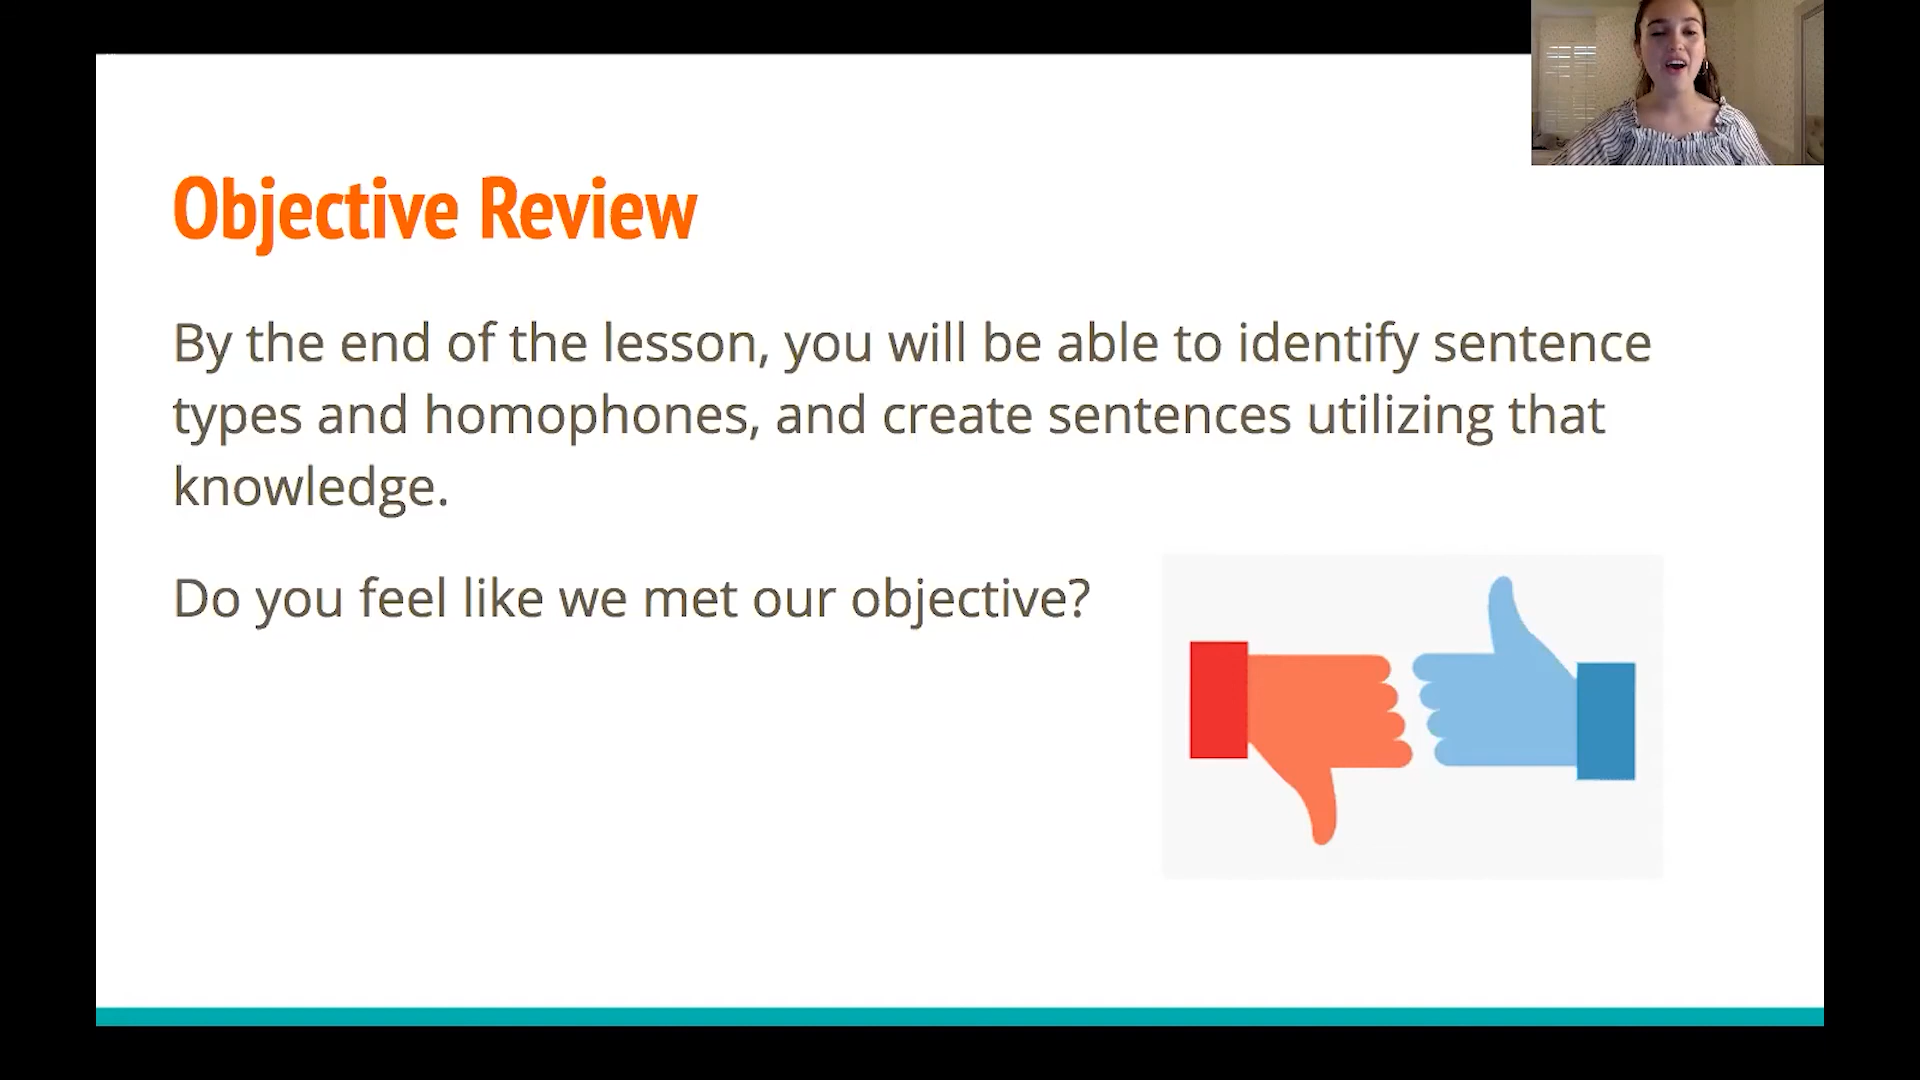 Objective Review
By the end of the lesson, you will be able to identify sentence
types and homophones, and create sentences utilizing that
knowledge.
Do you feel like we met our objective?